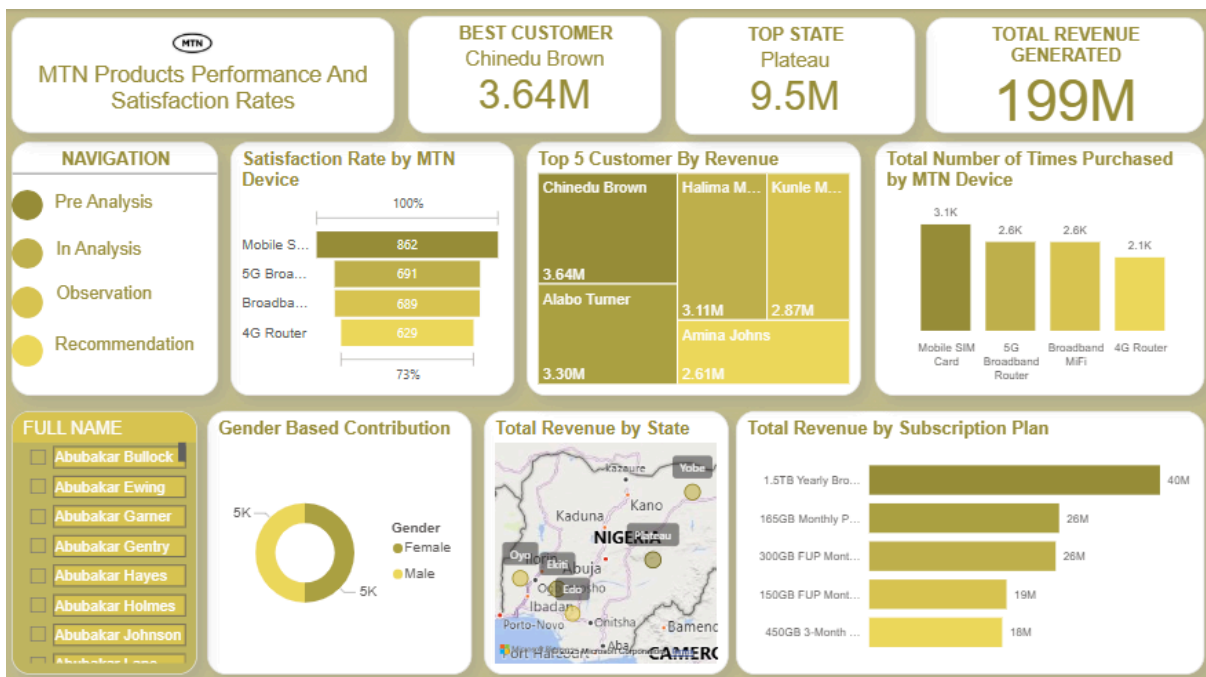 MTN
MTN Products Performance And
Satisfaction Rates
BEST CUSTOMER
Chinedu Brown
3.64M
TOP STATE
Plateau
9.5M
TOTAL REVENUE
GENERATED
199M
NAVIGATION
Pre Analysis
In Analysis
Observation
Recommendation
Satisfaction Rate by MTN
Device
100%
Mobile S... 862
5G Broa... 691
Broadba... 689
4G Router 629
73%
Top 5 Customer By Revenue
Chinedu Brown
3.64M
Alabo Turner
3.30M
Halima M...
3.11M
Kunle M...
2.87M
Amina Johns
2.61M
Total Number of Times Purchased
by MTN Device
3.1K
2.6K
2.6K
2.1K
Mobile SIM
Card
5G
Broadband
Router
Broadband
MiFi
4G Router
FULL NAME
Abubakar Bullock
Abubakar Ewing
Abubakar Garner
Abubakar Gentry
Abubakar Hayes
Abubakar Holmes
Abubakar Johnson
Abubakar Lane
Gender Based Contribution
5K
5K
Gender
Female
Male
Total Revenue by State
Yobe
Kano
Kaduna
NIGERIA
Plateau
Oyo
Ilorin
Abuja
Ekiti
Edo
Ibadan
Porto-Novo
Onitsha
Bamend
Aba
Port Harcourt
CAMERO
Microsoft Corporation
Total Revenue by Subscription Plan
1.5TB Yearly Bro... 40M
165GB Monthly P... 26M
300GB FUP Mont... 26M
150GB FUP Mont... 19M
450GB 3-Month ... 18M